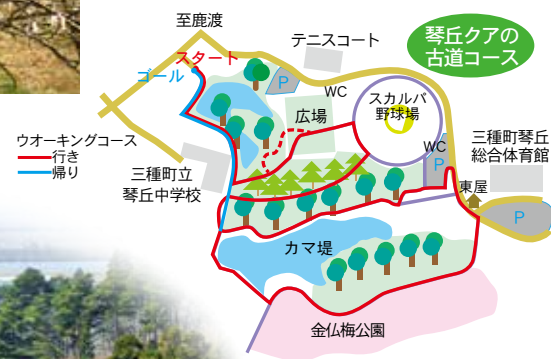 琴丘クアの
古道コース
至鹿渡
スタート
ゴール
テニスコート
P
WC
広場
スカルバ
野球場
WC
P
三種町琴丘
総合体育館
東屋
P
ウオーキングコース
行き
帰り
三種町立
琴丘中学校
カマ堤
金仏梅公園